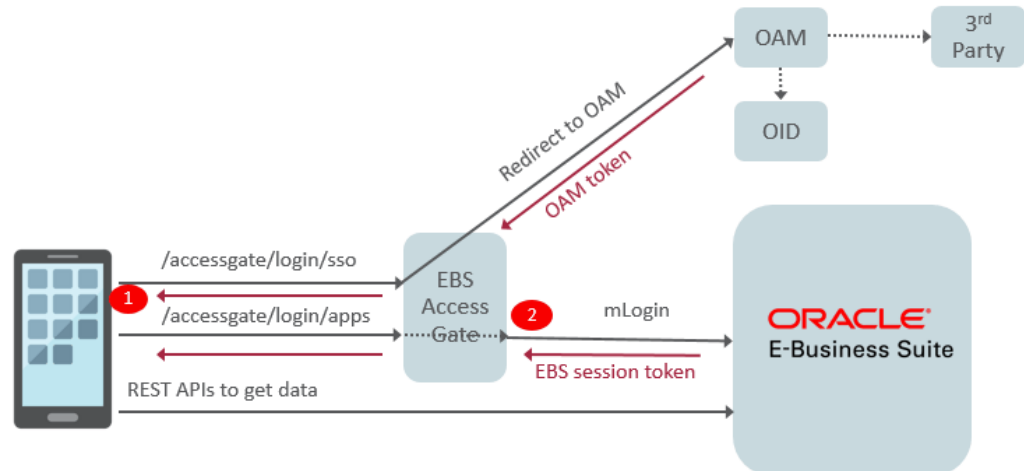 OAM
3rd
Party
OID
Redirect to OAM
OAM token
/accessgate/login/sso
1
/accessgate/login/apps
EBS
Access
Gate
2
mLogin
EBS session token
REST APIs to get data
ORACLE®
E-Business Suite